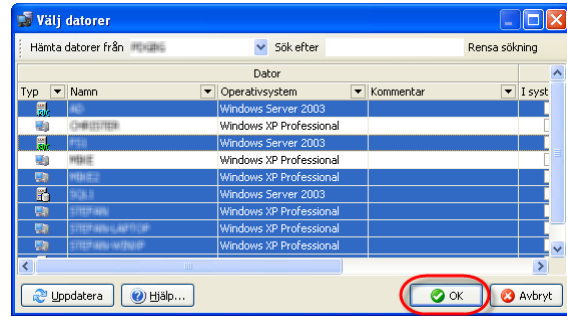 Välj datorer
Hämta datorer från Sök efter Rensa sökning
Dator
Typ Namn Operativsystem Kommentar I syst
Windows Server 2003
Windows XP Professional
Windows Server 2003
Windows XP Professional
Windows XP Professional
Windows Server 2003
Windows XP Professional
Windows XP Professional
Windows XP Professional
Uppdatera Hjälp... OK Avbryt